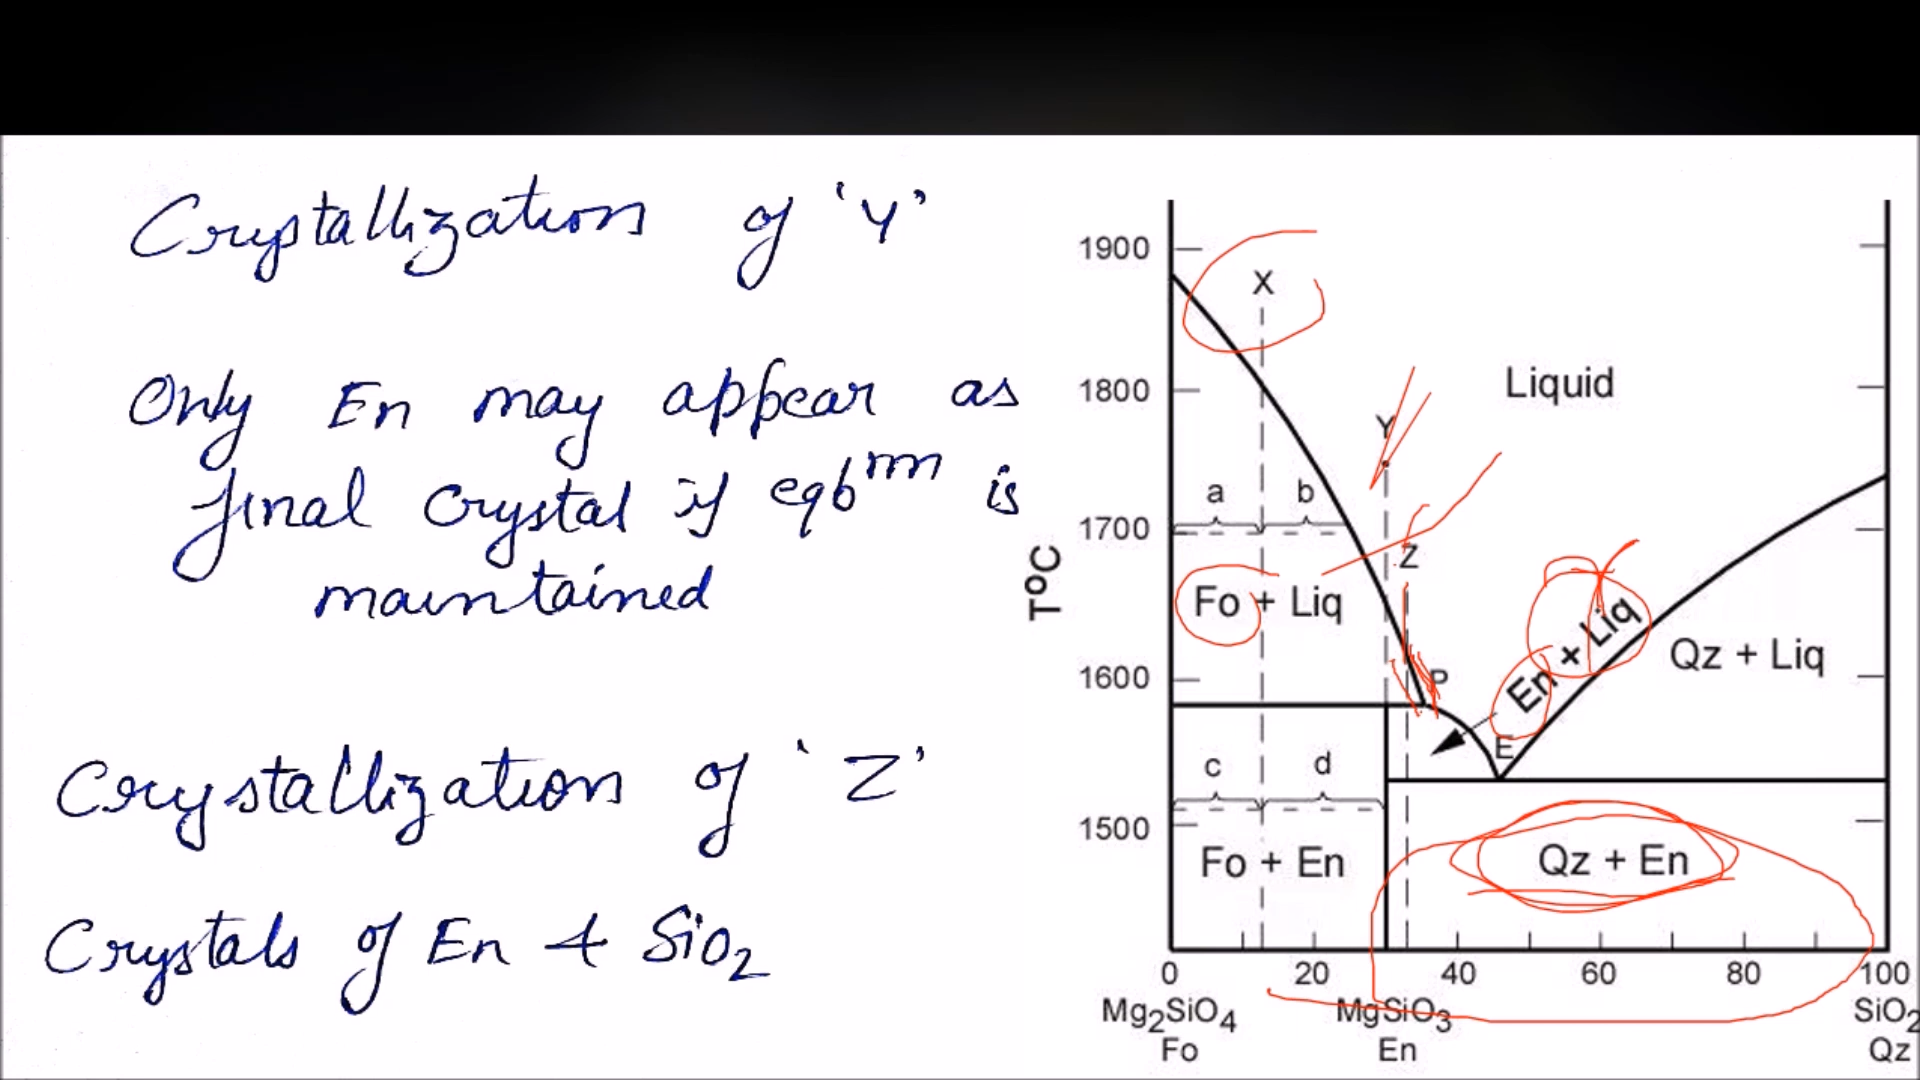 Crystallization of 'Y'
Only En may appear as
final crystal if eqbᵐ is
maintained
Crystallization of 'Z'
Crystals of En + SiO₂
1900
1800
1700
1600
1500
T°C
X
Liquid
Y
a
b
Z
Fo + Liq
P
En + Liq
Qz + Liq
E
c
d
Fo + En
Qz + En
0
20
40
60
80
100
Mg₂SiO₄
MgSiO₃
SiO₂
Fo
En
Qz